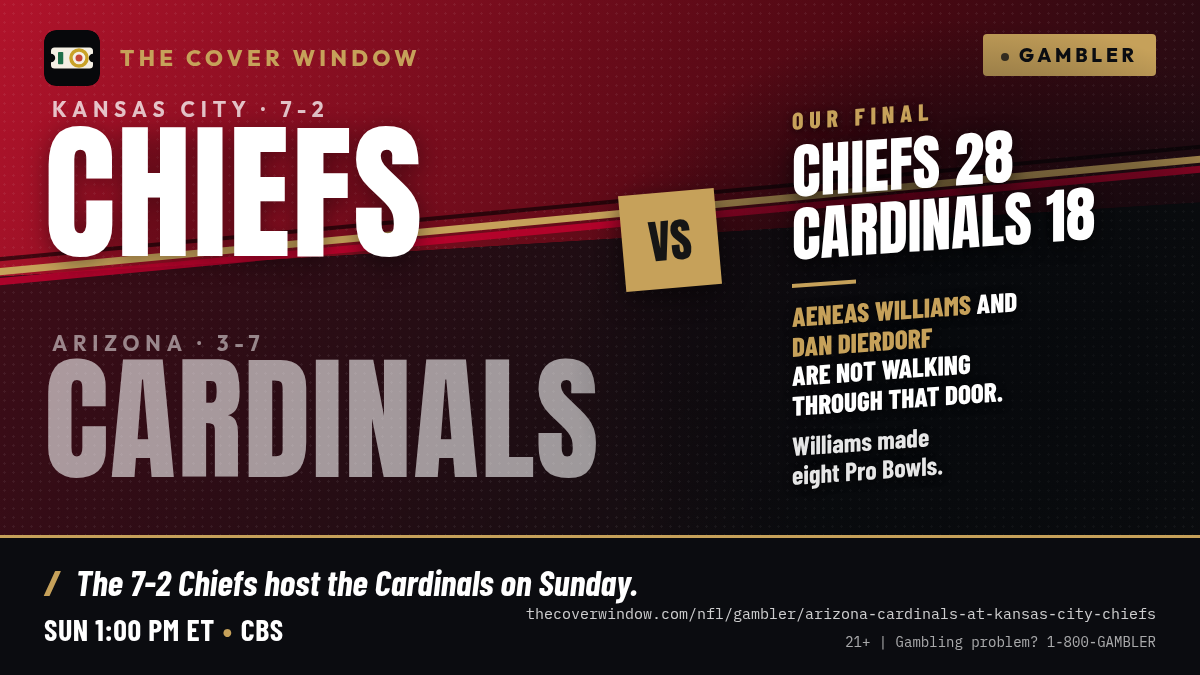 THE COVER WINDOW
• GAMBLER
KANSAS CITY · 7-2
CHIEFS
VS
ARIZONA · 3-7
CARDINALS
OUR FINAL
CHIEFS 28
CARDINALS 18
AENEAS WILLIAMS AND
DAN DIERDORF
ARE NOT WALKING
THROUGH THAT DOOR.
Williams made
eight Pro Bowls.
/ The 7-2 Chiefs host the Cardinals on Sunday.
SUN 1:00 PM ET • CBS
thecoverwindow.com/nfl/gambler/arizona-cardinals-at-kansas-city-chiefs
21+ | Gambling problem? 1-800-GAMBLER